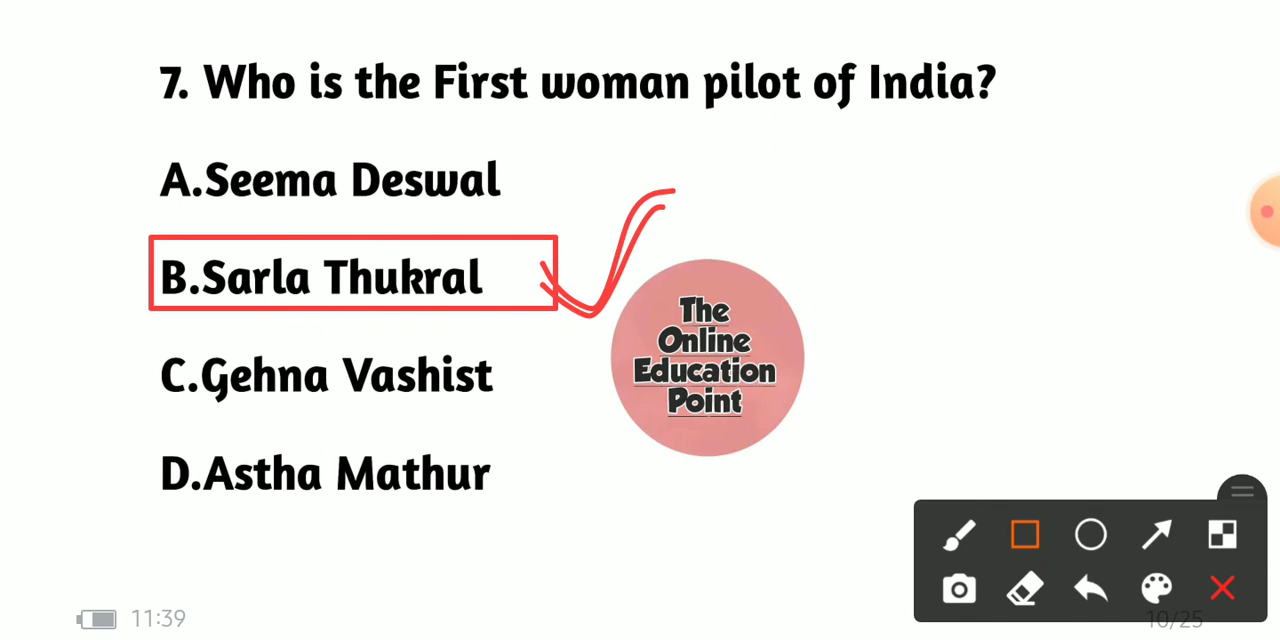 7. Who is the First woman pilot of India?
A.Seema Deswal
B.Sarla Thukral
C.Gehna Vashist
D.Astha Mathur
The
Online
Education
Point
11:39
10/25